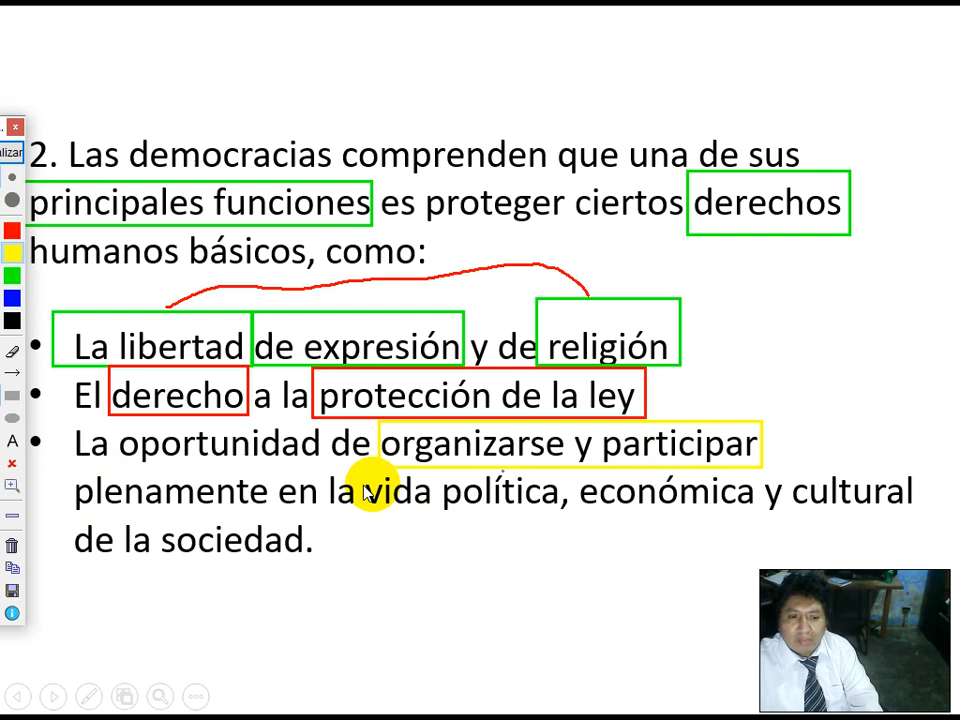 2. Las democracias comprenden que una de sus
principales funciones es proteger ciertos derechos
humanos básicos, como:
• La libertad de expresión y de religión
• El derecho a la protección de la ley
• La oportunidad de organizarse y participar
plenamente en la vida política, económica y cultural
de la sociedad.
lizar
A